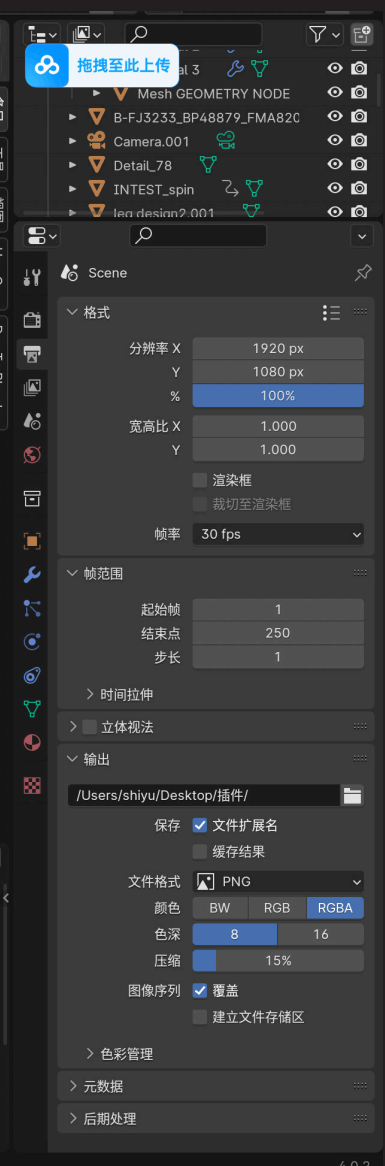 拖拽至此上传
al 3
Mesh GEOMETRY NODE
B-FJ3233_BP48879_FMA820
Camera.001
Detail_78
INTEST_spin
leg design2.001
Scene
格式
分辨率 X 1920 px
Y 1080 px
% 100%
宽高比 X 1.000
Y 1.000
渲染框
裁切至渲染框
帧率 30 fps
帧范围
起始帧 1
结束点 250
步长 1
时间拉伸
立体视法
输出
/Users/shiyu/Desktop/插件/
保存 文件扩展名
缓存结果
文件格式 PNG
颜色 BW RGB RGBA
色深 8 16
压缩 15%
图像序列 覆盖
建立文件存储区
色彩管理
元数据
后期处理